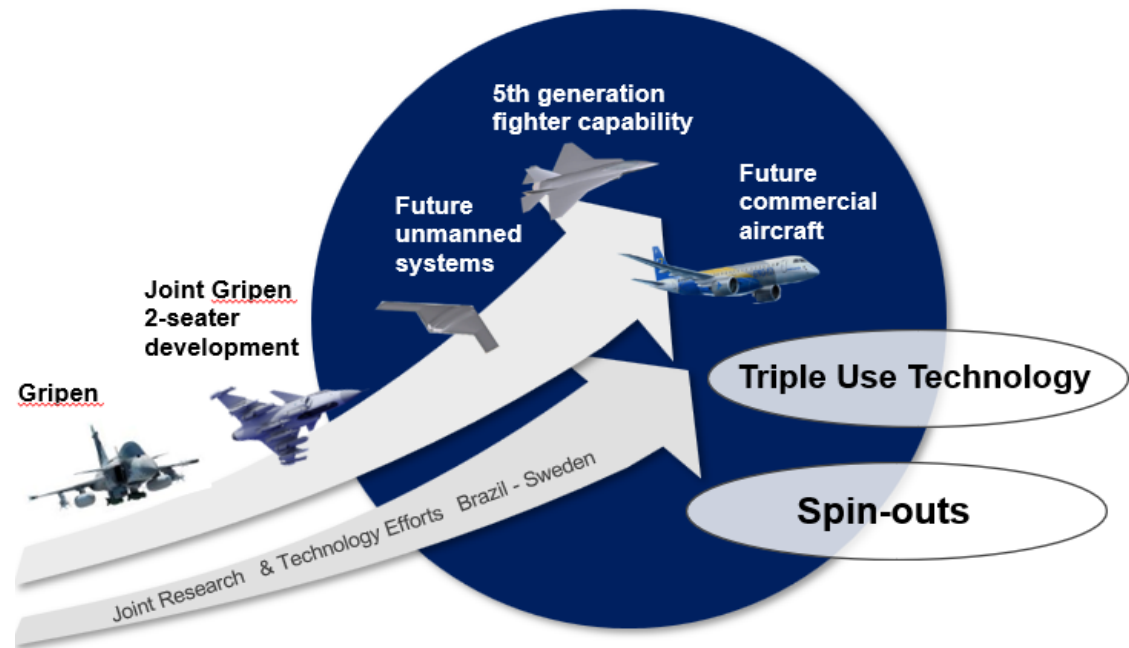 5th generation
fighter capability
Future
commercial
aircraft
Future
unmanned
systems
Joint Gripen
2-seater
development
Gripen
Triple Use Technology
Joint Research & Technology Efforts Brazil - Sweden
Spin-outs